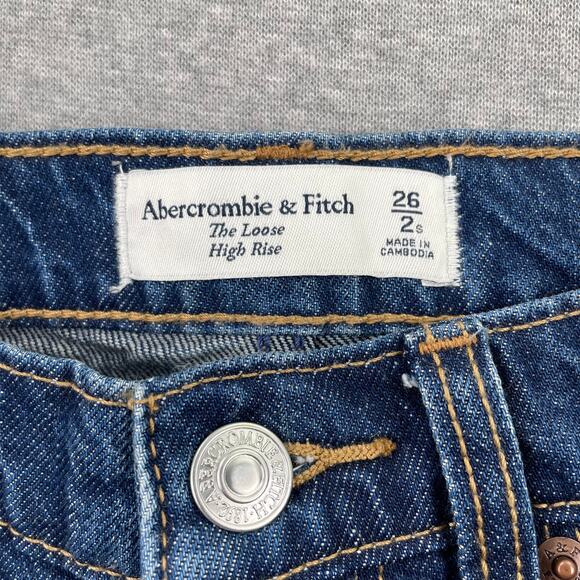 Abercrombie & Fitch
The Loose
High Rise
26
2s
MADE IN
CAMBODIA
ABERCROMBIE & FITCH · 1892 ·
A & F